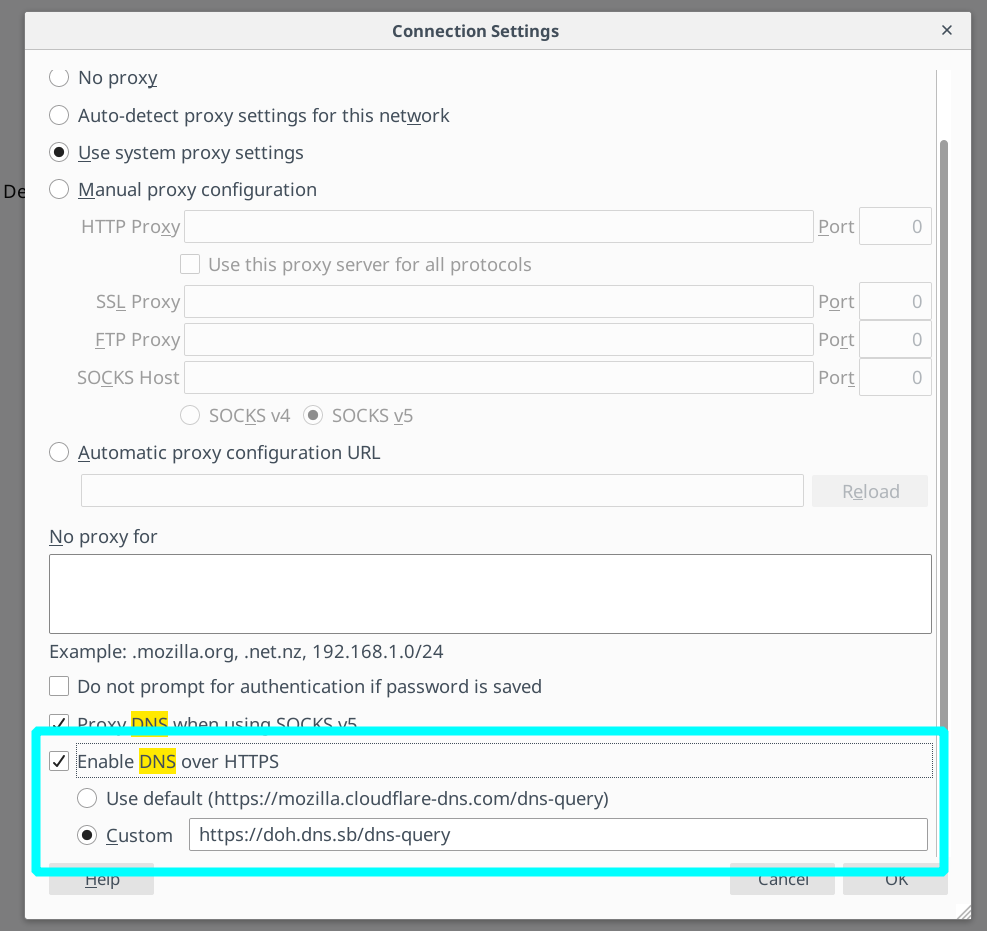 Connection Settings
No proxy
Auto-detect proxy settings for this network
De
Use system proxy settings
Manual proxy configuration
HTTP Proxy Port 0
Use this proxy server for all protocols
SSL Proxy Port 0
FTP Proxy Port 0
SOCKS Host Port 0
SOCKS v4 SOCKS v5
Automatic proxy configuration URL
Reload
No proxy for
Example: .mozilla.org, .net.nz, 192.168.1.0/24
Do not prompt for authentication if password is saved
Proxy DNS when using SOCKS v5
Enable DNS over HTTPS
Use default (https://mozilla.cloudflare-dns.com/dns-query)
Custom https://doh.dns.sb/dns-query
Help Cancel OK